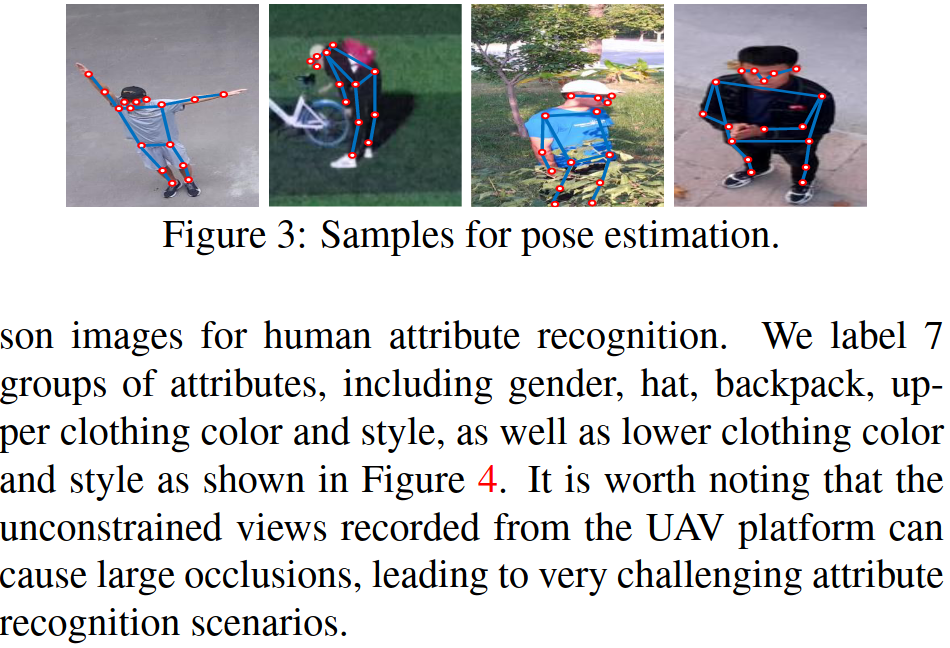 Figure 3: Samples for pose estimation.
son images for human attribute recognition. We label 7
groups of attributes, including gender, hat, backpack, up-
per clothing color and style, as well as lower clothing color
and style as shown in Figure 4. It is worth noting that the
unconstrained views recorded from the UAV platform can
cause large occlusions, leading to very challenging attribute
recognition scenarios.